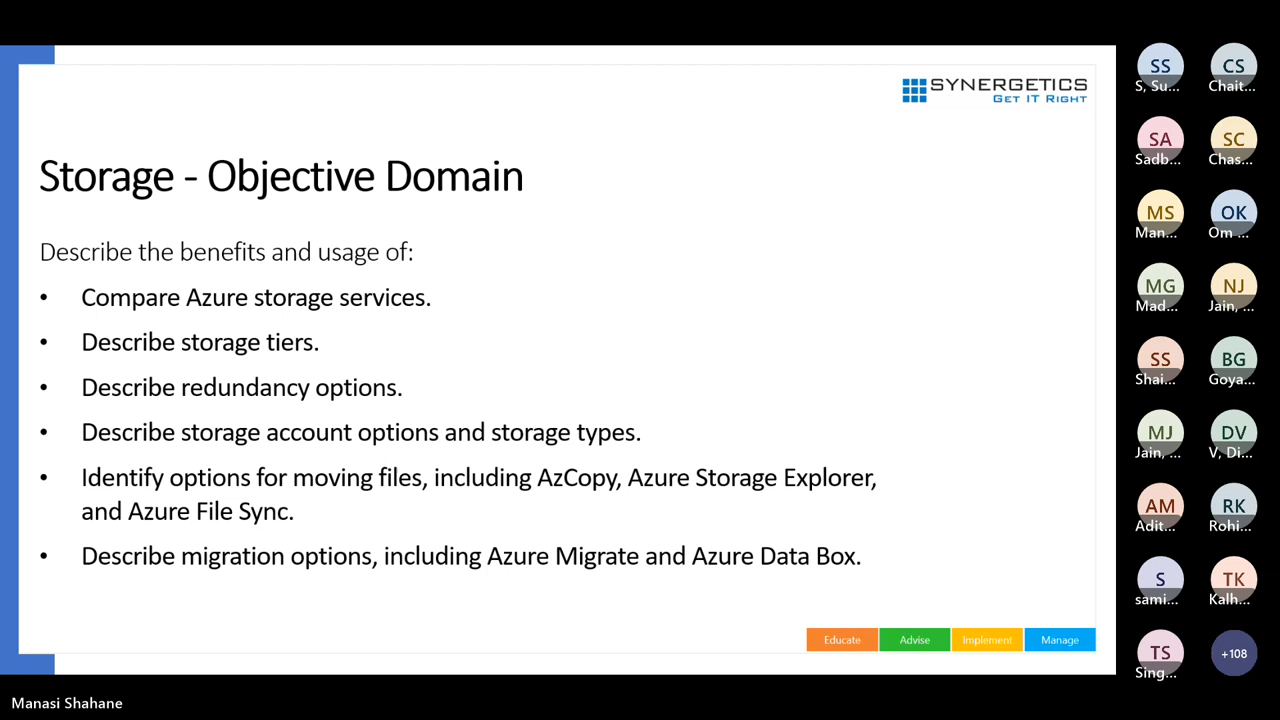 SYNERGETICS
GET IT RIGHT
Storage - Objective Domain
Describe the benefits and usage of:
• Compare Azure storage services.
• Describe storage tiers.
• Describe redundancy options.
• Describe storage account options and storage types.
• Identify options for moving files, including AzCopy, Azure Storage Explorer,
and Azure File Sync.
• Describe migration options, including Azure Migrate and Azure Data Box.
Educate Advise Implement Manage
SS CS
S, Su... Chait...
SA SC
Sadb... Chas...
MS OK
Man... Om ...
MG NJ
Mad... Jain, ...
SS BG
Shai... Goya...
MJ DV
Jain, ... V, Di...
AM RK
Adit... Rohi...
S TK
sami... Kalh...
TS +108
Sing...
Manasi Shahane